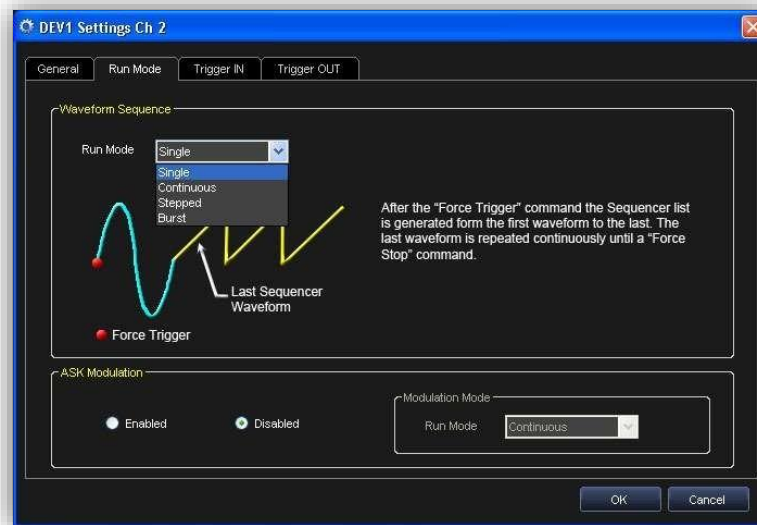 DEV1 Settings Ch 2
General
Run Mode
Trigger IN
Trigger OUT
Waveform Sequence
Run Mode
Single
Single
Continuous
Stepped
Burst
After the “Force Trigger” command the Sequencer list
is generated form the first waveform to the last. The
last waveform is repeated continuously until a “Force
Stop” command.
Last Sequencer
Waveform
Force Trigger
ASK Modulation
Enabled
Disabled
Modulation Mode
Run Mode
Continuous
OK
Cancel